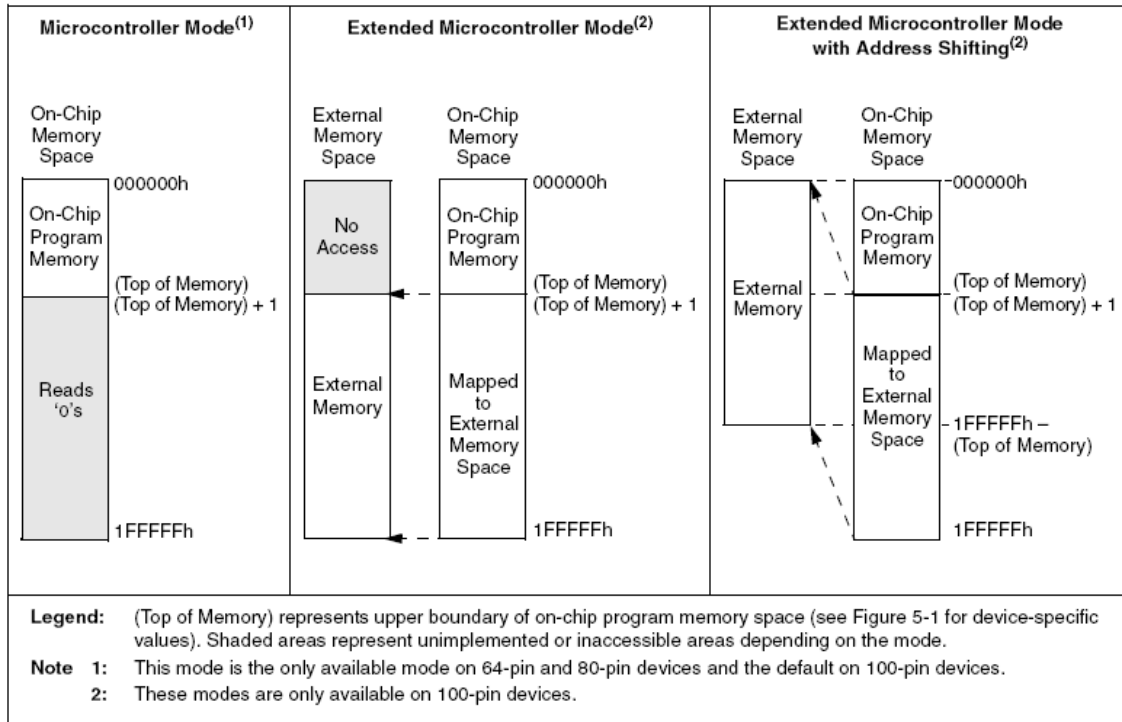 Microcontroller Mode(1)
On-Chip
Memory
Space
000000h
On-Chip
Program
Memory
(Top of Memory)
(Top of Memory) + 1
Reads
‘0’s
1FFFFFh
Extended Microcontroller Mode(2)
External
Memory
Space
On-Chip
Memory
Space
000000h
No
Access
On-Chip
Program
Memory
(Top of Memory)
(Top of Memory) + 1
External
Memory
Mapped
to
External
Memory
Space
1FFFFFh
Extended Microcontroller Mode
with Address Shifting(2)
External
Memory
Space
On-Chip
Memory
Space
000000h
On-Chip
Program
Memory
(Top of Memory)
(Top of Memory) + 1
External
Memory
Mapped
to
External
Memory
Space
1FFFFFh –
(Top of Memory)
1FFFFFh
Legend: (Top of Memory) represents upper boundary of on-chip program memory space (see Figure 5-1 for device-specific
values). Shaded areas represent unimplemented or inaccessible areas depending on the mode.
Note 1: This mode is the only available mode on 64-pin and 80-pin devices and the default on 100-pin devices.
2: These modes are only available on 100-pin devices.